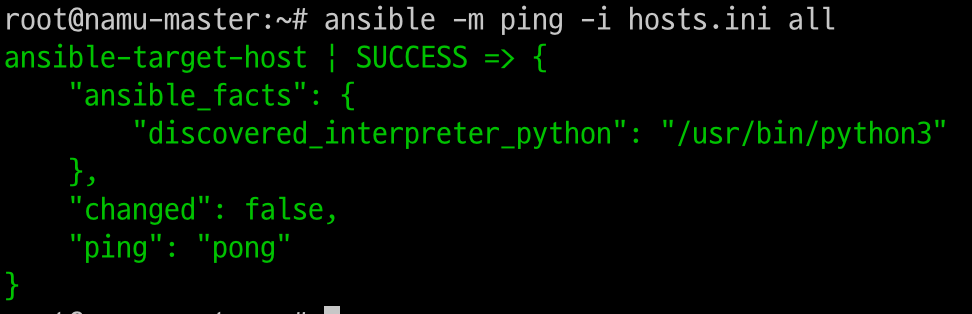 root@namu-master:~# ansible -m ping -i hosts.ini all
ansible-target-host | SUCCESS => {
    "ansible_facts": {
        "discovered_interpreter_python": "/usr/bin/python3"
    },
    "changed": false,
    "ping": "pong"
}